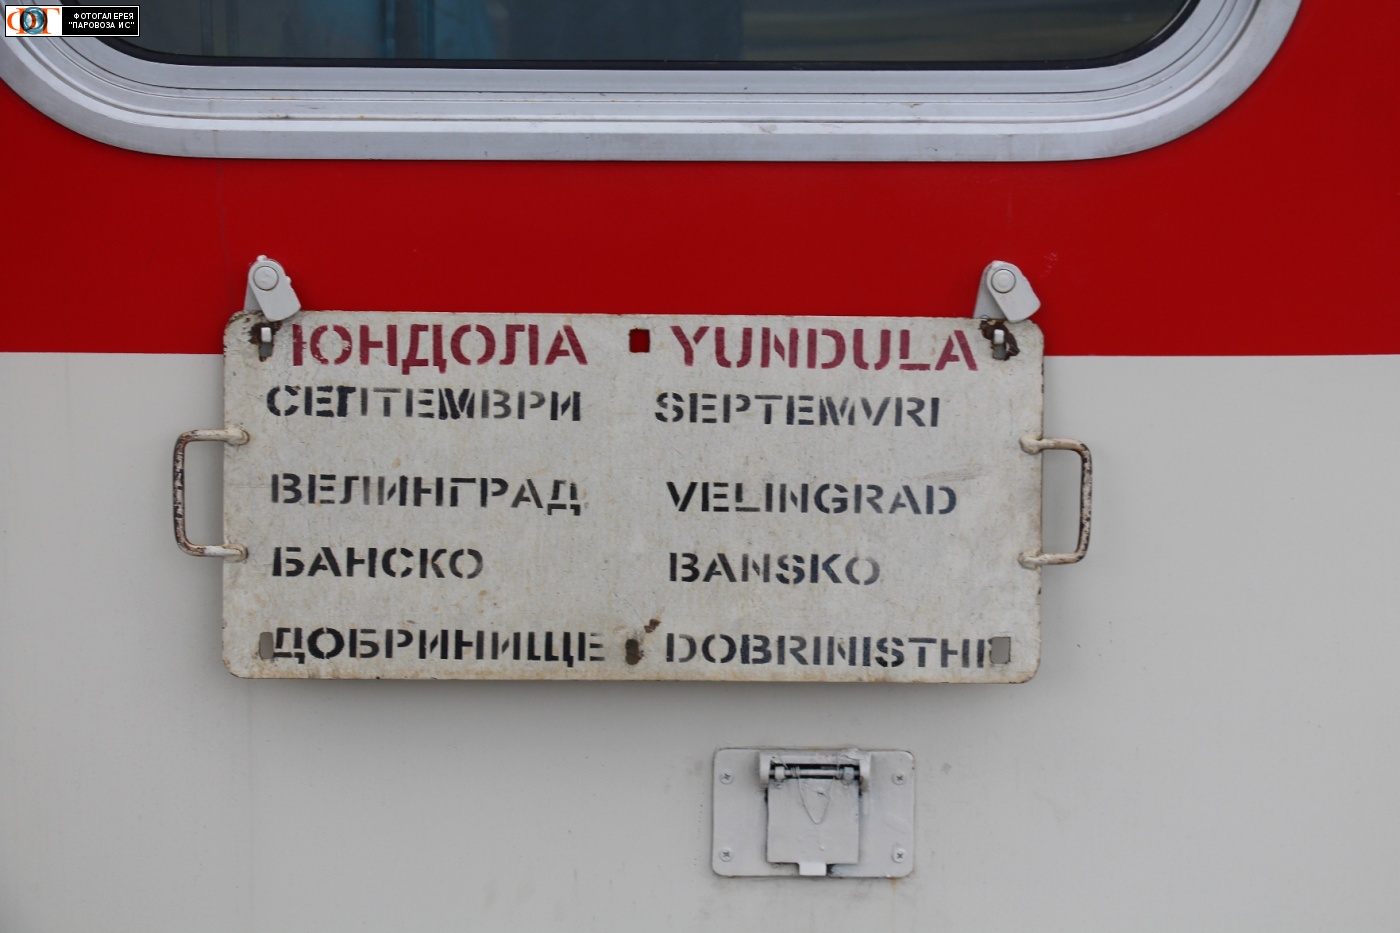 ФОТОГАЛЕРЕЯ
"ПАРОВОЗА ИС"
ЮНДОЛА YUNDULA
СЕПТЕМВРИ SEPTEMVRI
ВЕЛИНГРАД VELINGRAD
БАНСКО BANSKO
ДОБРИНИЩЕ DOBRINISTHE